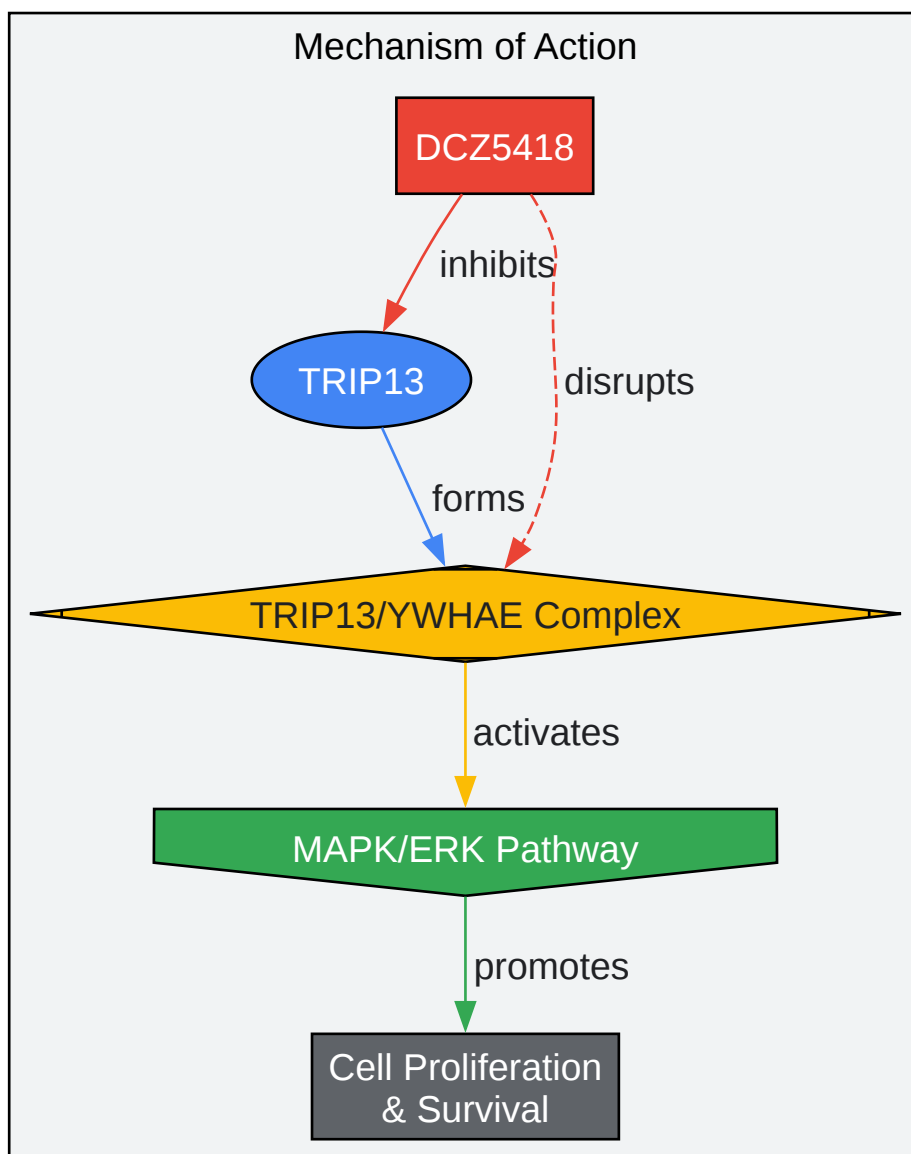 Mechanism of Action
DCZ5418
inhibits
TRIP13
disrupts
forms
TRIP13/YWHAE Complex
activates
MAPK/ERK Pathway
promotes
Cell Proliferation
& Survival